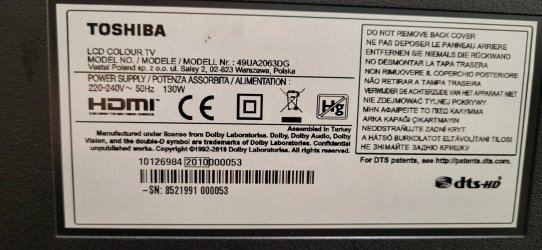 TOSHIBA
LCD COLOUR TV
MODEL NO. / MODELE / MODELL Nr. : 49UA2063DG
Vestel Poland sp. z o.o. ul. Salsy 2, 02-823 Warszawa, Polska
POWER SUPPLY / POTENZA ASSORBITA / ALIMENTATION :
220-240V~ 50Hz 130W
HDMI CE Hg
Assembled in Turkey
Manufactured under license from Dolby Laboratories. Dolby, Dolby Audio, Dolby
Vision, and the double-D symbol are trademarks of Dolby Laboratories. Confidential
unpublished works. Copyright ©1992-2019 Dolby Laboratories. All rights reserved.
10126984 2010 000053
-SN: 8521991 000053
DO NOT REMOVE BACK COVER
NE PAS DEPOSER LE PANNEAU ARRIERE
ENTFERNEN SIE NIEMALS DIE RÜCKWAND
NO DESMONTAR LA TAPA TRASERA
NON RIMUOVERE IL COPERCHIO POSTERIORE
NÃO RETIRAR A TAMPA TRASEIRA
VERWIJDER DE ACHTERZIJDE VAN HET APPARAAT NIET
NIE ZDEJMOWAĆ TYLNEJ POKRYWY
ΜΗΝ ΑΦΑΙΡΕΙΤΕ ΤΟ ΠΙΣΩ ΚΑΛΥΜΜΑ
ARKA KAPAĞI ÇIKARTMAYINIZ
NEODSTRAŇUJTE ZADNÍ KRYT
A HÁTSÓ BURKOLATOT ELTÁVOLÍTANI TILOS!
НЕ ЗНІМАЙТЕ ЗАДНЮ КРИШКУ
For DTS patents, see http://patents.dts.com.
dts-HD